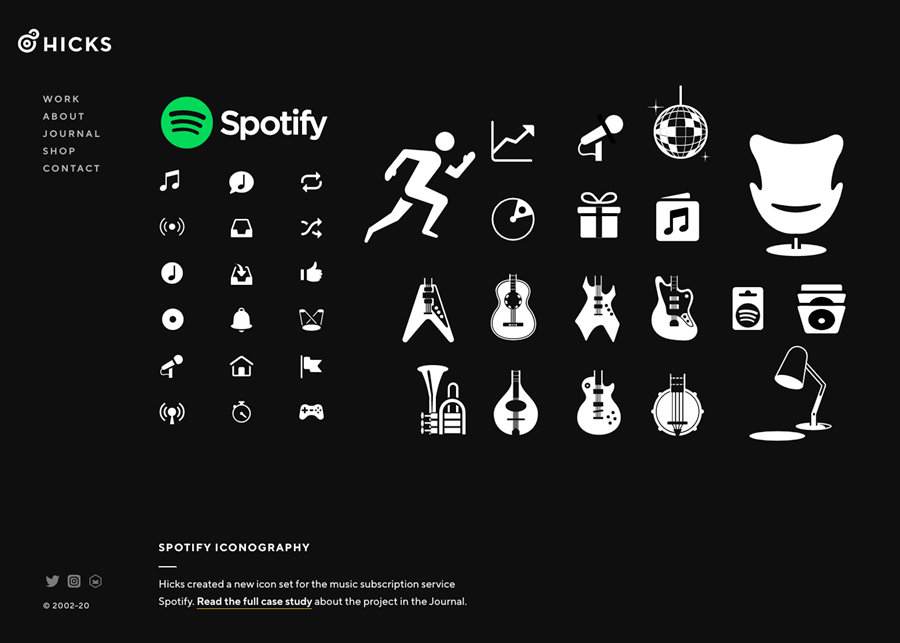 HICKS
WORK
ABOUT
JOURNAL
SHOP
CONTACT
Spotify
SPOTIFY ICONOGRAPHY
Hicks created a new icon set for the music subscription service
Spotify. Read the full case study about the project in the Journal.
© 2002-20